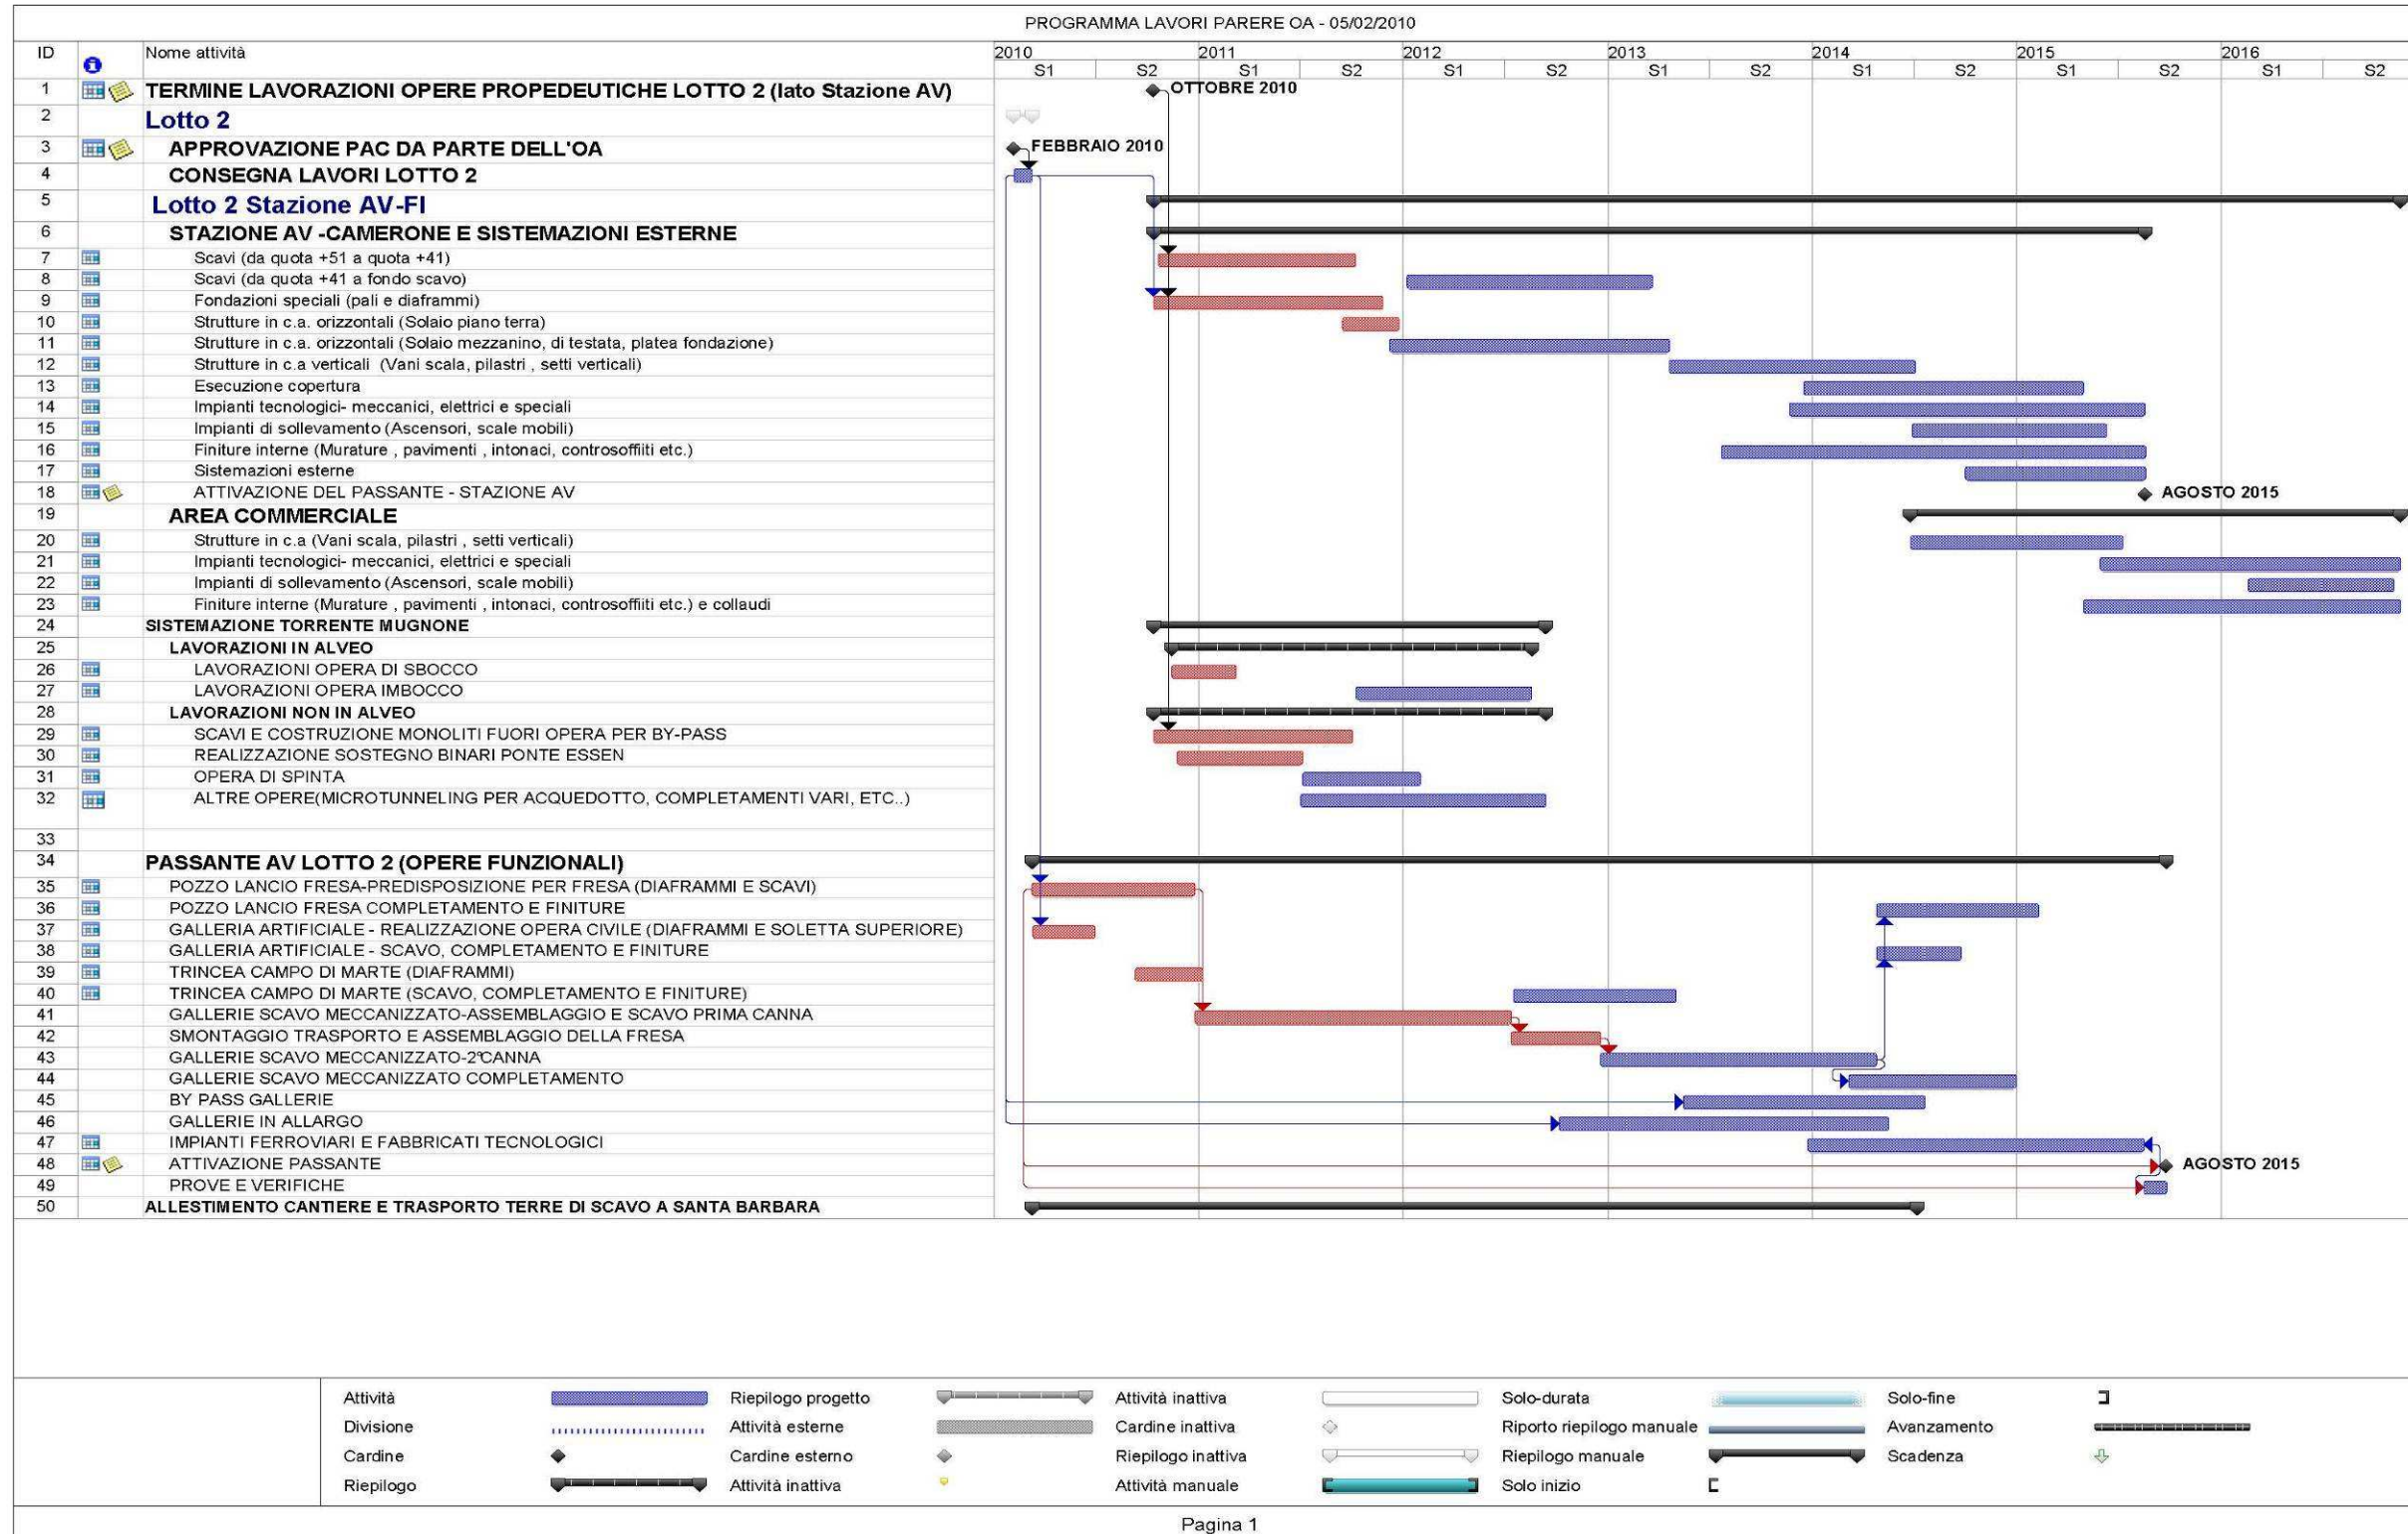 PROGRAMMA LAVORI PARERE OA - 05/02/2010
ID Nome attività 2010 2011 2012 2013 2014 2015 2016
S1 S2 S1 S2 S1 S2 S1 S2 S1 S2 S1 S2 S1 S2
1 TERMINE LAVORAZIONI OPERE PROPEDEUTICHE LOTTO 2 (lato Stazione AV) OTTOBRE 2010
2 Lotto 2
3 APPROVAZIONE PAC DA PARTE DELL'OA FEBBRAIO 2010
4 CONSEGNA LAVORI LOTTO 2
5 Lotto 2 Stazione AV-FI
6 STAZIONE AV -CAMERONE E SISTEMAZIONI ESTERNE
7 Scavi (da quota +51 a quota +41)
8 Scavi (da quota +41 a fondo scavo)
9 Fondazioni speciali (pali e diaframmi)
10 Strutture in c.a. orizzontali (Solaio piano terra)
11 Strutture in c.a. orizzontali (Solaio mezzanino, di testata, platea fondazione)
12 Strutture in c.a verticali (Vani scala, pilastri , setti verticali)
13 Esecuzione copertura
14 Impianti tecnologici- meccanici, elettrici e speciali
15 Impianti di sollevamento (Ascensori, scale mobili)
16 Finiture interne (Murature , pavimenti , intonaci, controsoffiiti etc.)
17 Sistemazioni esterne
18 ATTIVAZIONE DEL PASSANTE - STAZIONE AV AGOSTO 2015
19 AREA COMMERCIALE
20 Strutture in c.a (Vani scala, pilastri , setti verticali)
21 Impianti tecnologici- meccanici, elettrici e speciali
22 Impianti di sollevamento (Ascensori, scale mobili)
23 Finiture interne (Murature , pavimenti , intonaci, controsoffiiti etc.) e collaudi
24 SISTEMAZIONE TORRENTE MUGNONE
25 LAVORAZIONI IN ALVEO
26 LAVORAZIONI OPERA DI SBOCCO
27 LAVORAZIONI OPERA IMBOCCO
28 LAVORAZIONI NON IN ALVEO
29 SCAVI E COSTRUZIONE MONOLITI FUORI OPERA PER BY-PASS
30 REALIZZAZIONE SOSTEGNO BINARI PONTE ESSEN
31 OPERA DI SPINTA
32 ALTRE OPERE(MICROTUNNELING PER ACQUEDOTTO, COMPLETAMENTI VARI, ETC..)
33
34 PASSANTE AV LOTTO 2 (OPERE FUNZIONALI)
35 POZZO LANCIO FRESA-PREDISPOSIZIONE PER FRESA (DIAFRAMMI E SCAVI)
36 POZZO LANCIO FRESA COMPLETAMENTO E FINITURE
37 GALLERIA ARTIFICIALE - REALIZZAZIONE OPERA CIVILE (DIAFRAMMI E SOLETTA SUPERIORE)
38 GALLERIA ARTIFICIALE - SCAVO, COMPLETAMENTO E FINITURE
39 TRINCEA CAMPO DI MARTE (DIAFRAMMI)
40 TRINCEA CAMPO DI MARTE (SCAVO, COMPLETAMENTO E FINITURE)
41 GALLERIE SCAVO MECCANIZZATO-ASSEMBLAGGIO E SCAVO PRIMA CANNA
42 SMONTAGGIO TRASPORTO E ASSEMBLAGGIO DELLA FRESA
43 GALLERIE SCAVO MECCANIZZATO-2°CANNA
44 GALLERIE SCAVO MECCANIZZATO COMPLETAMENTO
45 BY PASS GALLERIE
46 GALLERIE IN ALLARGO
47 IMPIANTI FERROVIARI E FABBRICATI TECNOLOGICI
48 ATTIVAZIONE PASSANTE AGOSTO 2015
49 PROVE E VERIFICHE
50 ALLESTIMENTO CANTIERE E TRASPORTO TERRE DI SCAVO A SANTA BARBARA
Attività Riepilogo progetto Attività inattiva Solo-durata Solo-fine
Divisione Attività esterne Cardine inattiva Riporto riepilogo manuale Avanzamento
Cardine Cardine esterno Riepilogo inattiva Riepilogo manuale Scadenza
Riepilogo Attività inattiva Attività manuale Solo inizio
Pagina 1